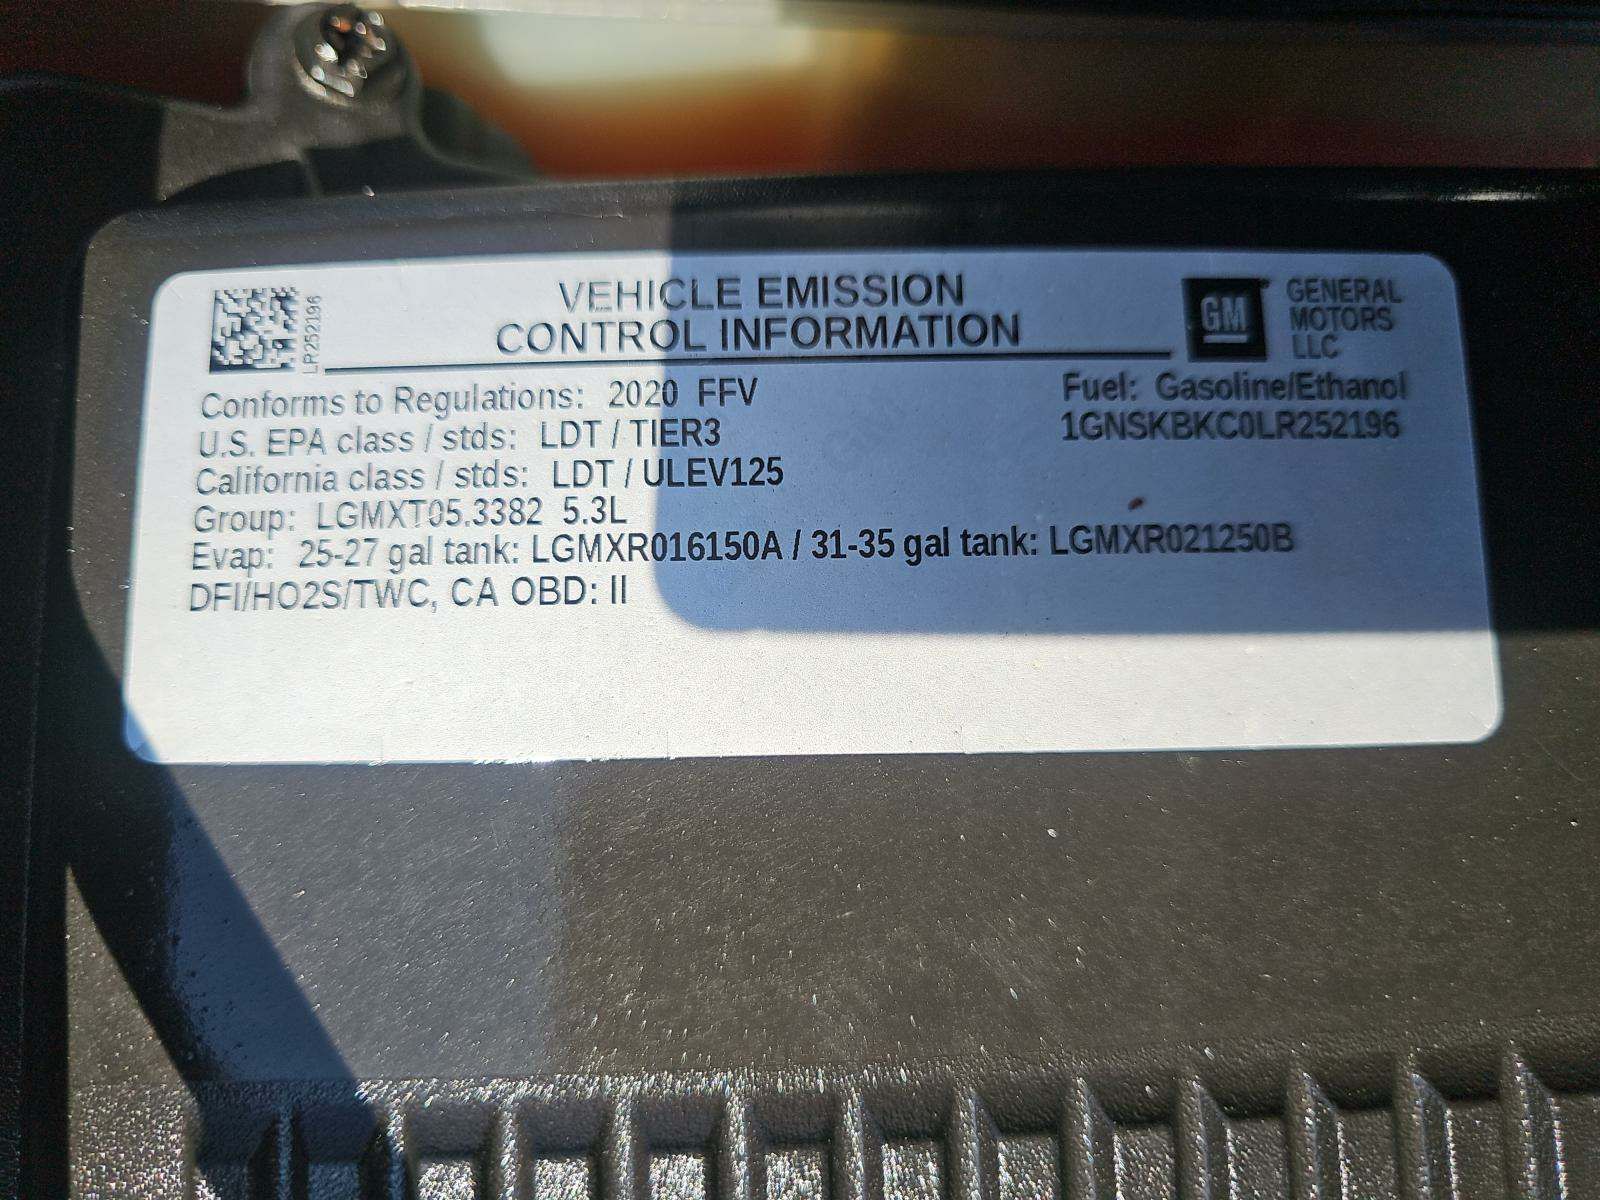 LR252196
VEHICLE EMISSION
CONTROL INFORMATION
GM
GENERAL
MOTORS
LLC
Conforms to Regulations: 2020 FFV
Fuel: Gasoline/Ethanol
U.S. EPA class / stds: LDT / TIER3
1GNSKBKC0LR252196
California class / stds: LDT / ULEV125
Group: LGMXT05.3382 5.3L
Evap: 25-27 gal tank: LGMXR016150A / 31-35 gal tank: LGMXR021250B
DFI/HO2S/TWC, CA OBD: II